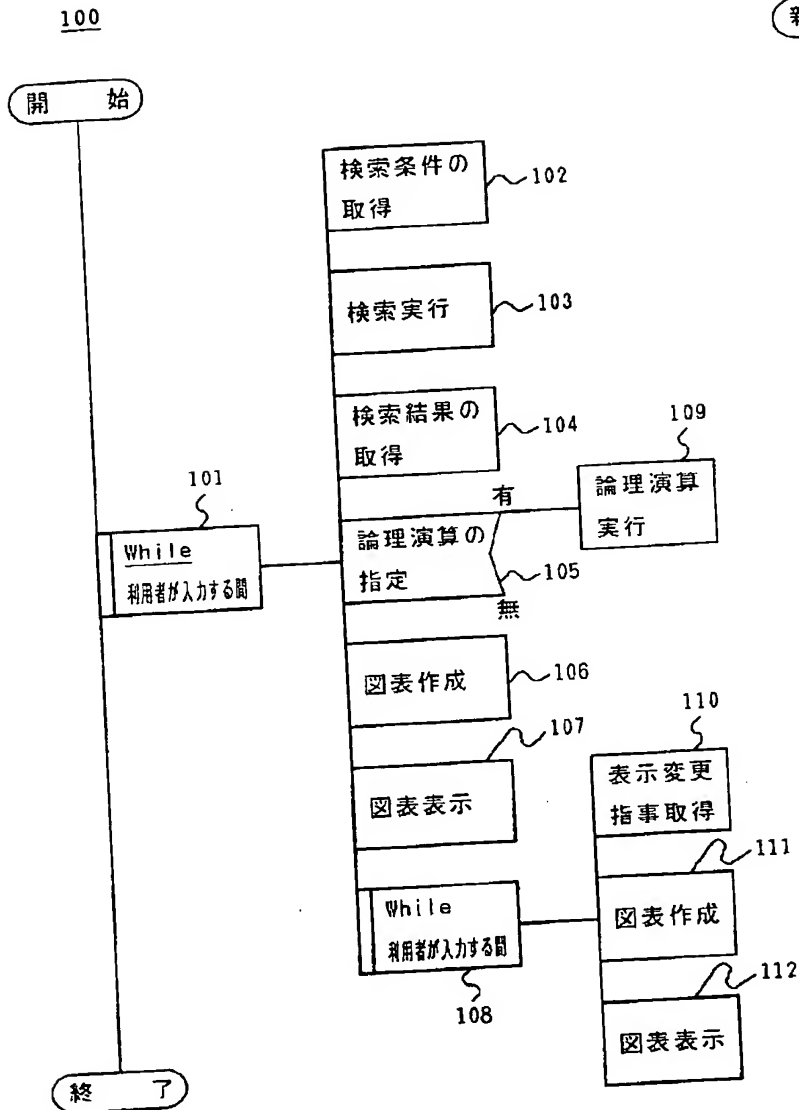 100
開 始
検索条件の
取得
102
検索実行
103
検索結果の
取得
104
109
論理演算
実行
101
While
利用者が入力する間
有
論理演算の
指定
105
無
図表作成
106
107
図表表示
110
表示変更
指事取得
111
図表作成
While
利用者が入力する間
108
112
図表表示
終 了